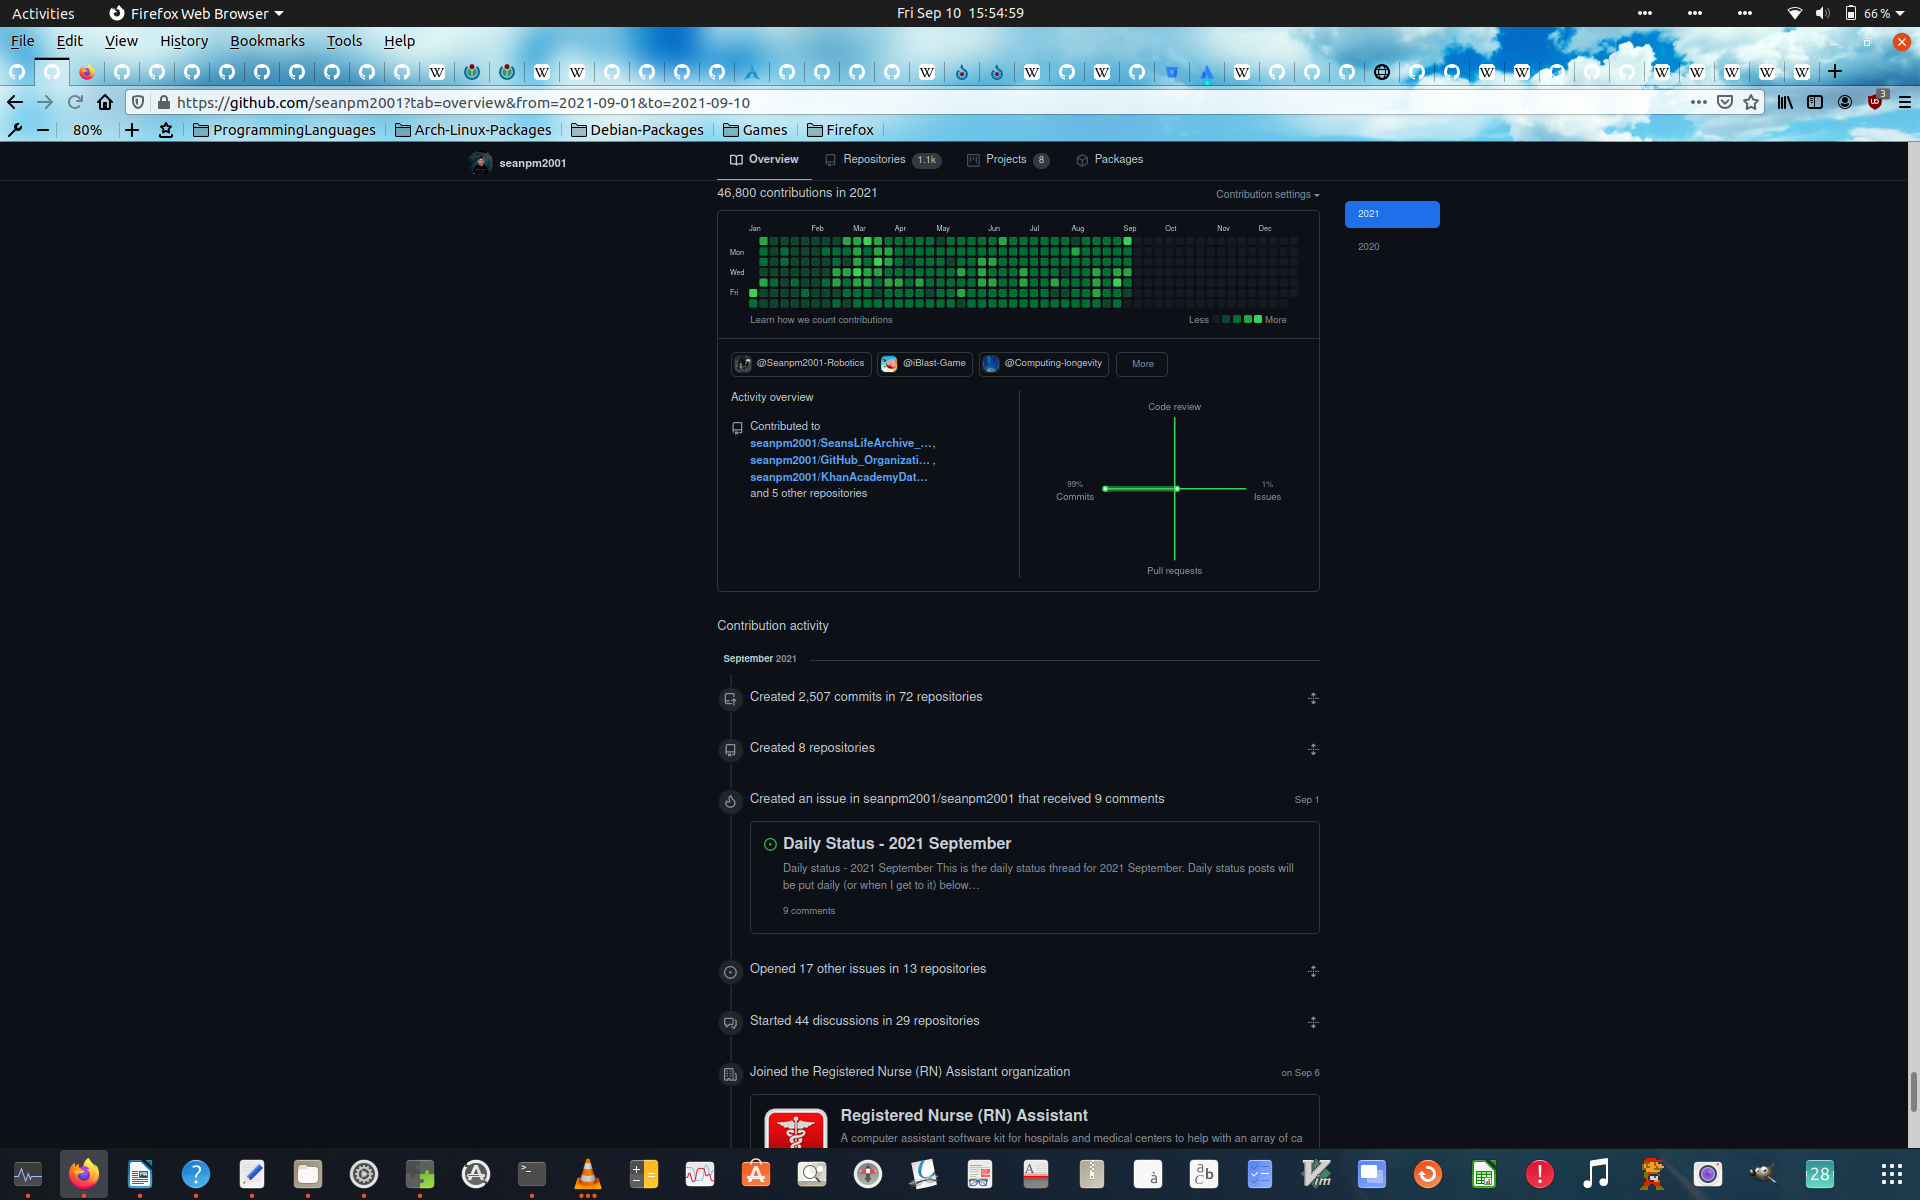 Activities
Firefox Web Browser
Fri Sep 10 15:54:59
66 %
File Edit View History Bookmarks Tools Help
https://github.com/seanpm2001?tab=overview&from=2021-09-01&to=2021-09-10
3
80%
ProgrammingLanguages
Arch-Linux-Packages
Debian-Packages
Games
Firefox
seanpm2001
Overview
Repositories 1.1k
Projects 8
Packages
46,800 contributions in 2021
Contribution settings
2021
2020
Jan Feb Mar Apr May Jun Jul Aug Sep Oct Nov Dec
Mon
Wed
Fri
Learn how we count contributions
Less
More
@Seanpm2001-Robotics
@iBlast-Game
@Computing-longevity
More
Activity overview
Contributed to
seanpm2001/SeansLifeArchive_…,
seanpm2001/GitHub_Organizati… ,
seanpm2001/KhanAcademyDat…
and 5 other repositories
Code review
99%
Commits
1%
Issues
Pull requests
Contribution activity
September 2021
Created 2,507 commits in 72 repositories
Created 8 repositories
Created an issue in seanpm2001/seanpm2001 that received 9 comments
Sep 1
Daily Status - 2021 September
Daily status - 2021 September This is the daily status thread for 2021 September. Daily status posts will
be put daily (or when I get to it) below…
9 comments
Opened 17 other issues in 13 repositories
Started 44 discussions in 29 repositories
Joined the Registered Nurse (RN) Assistant organization
on Sep 6
Registered Nurse (RN) Assistant
A computer assistant software kit for hospitals and medical centers to help with an array of ca
28